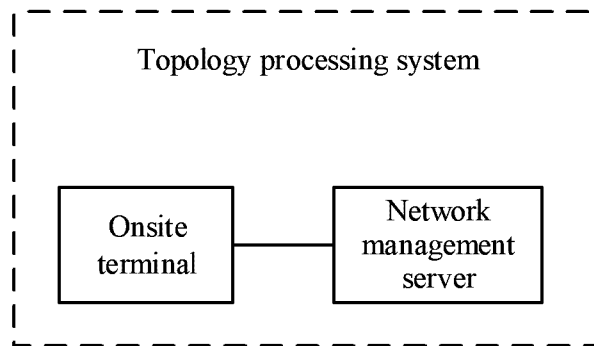 Topology processing system
Onsite
terminal
Network
management
server